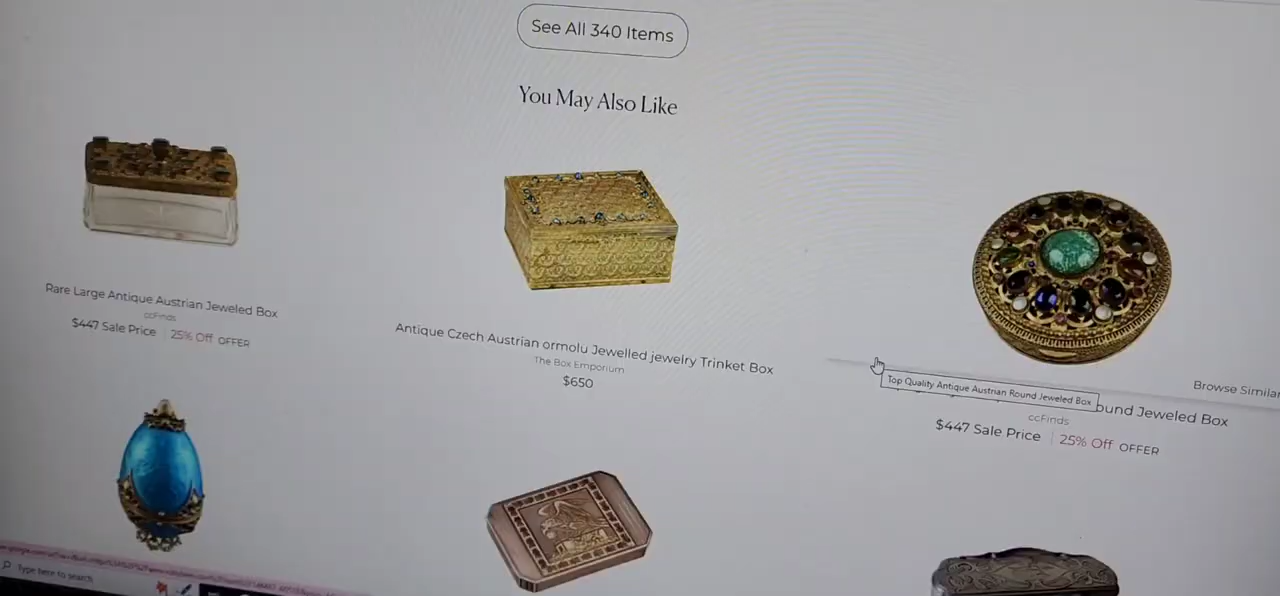 See All 340 Items
You May Also Like
Rare Large Antique Austrian Jeweled Box
ccFinds
$447 Sale Price | 25% Off OFFER
Antique Czech Austrian ormolu Jewelled jewelry Trinket Box
The Box Emporium
$650
Browse Similar
Top Quality Antique Austrian Round Jeweled Box
ound Jeweled Box
ccFinds
$447 Sale Price | 25% Off OFFER
Type here to search